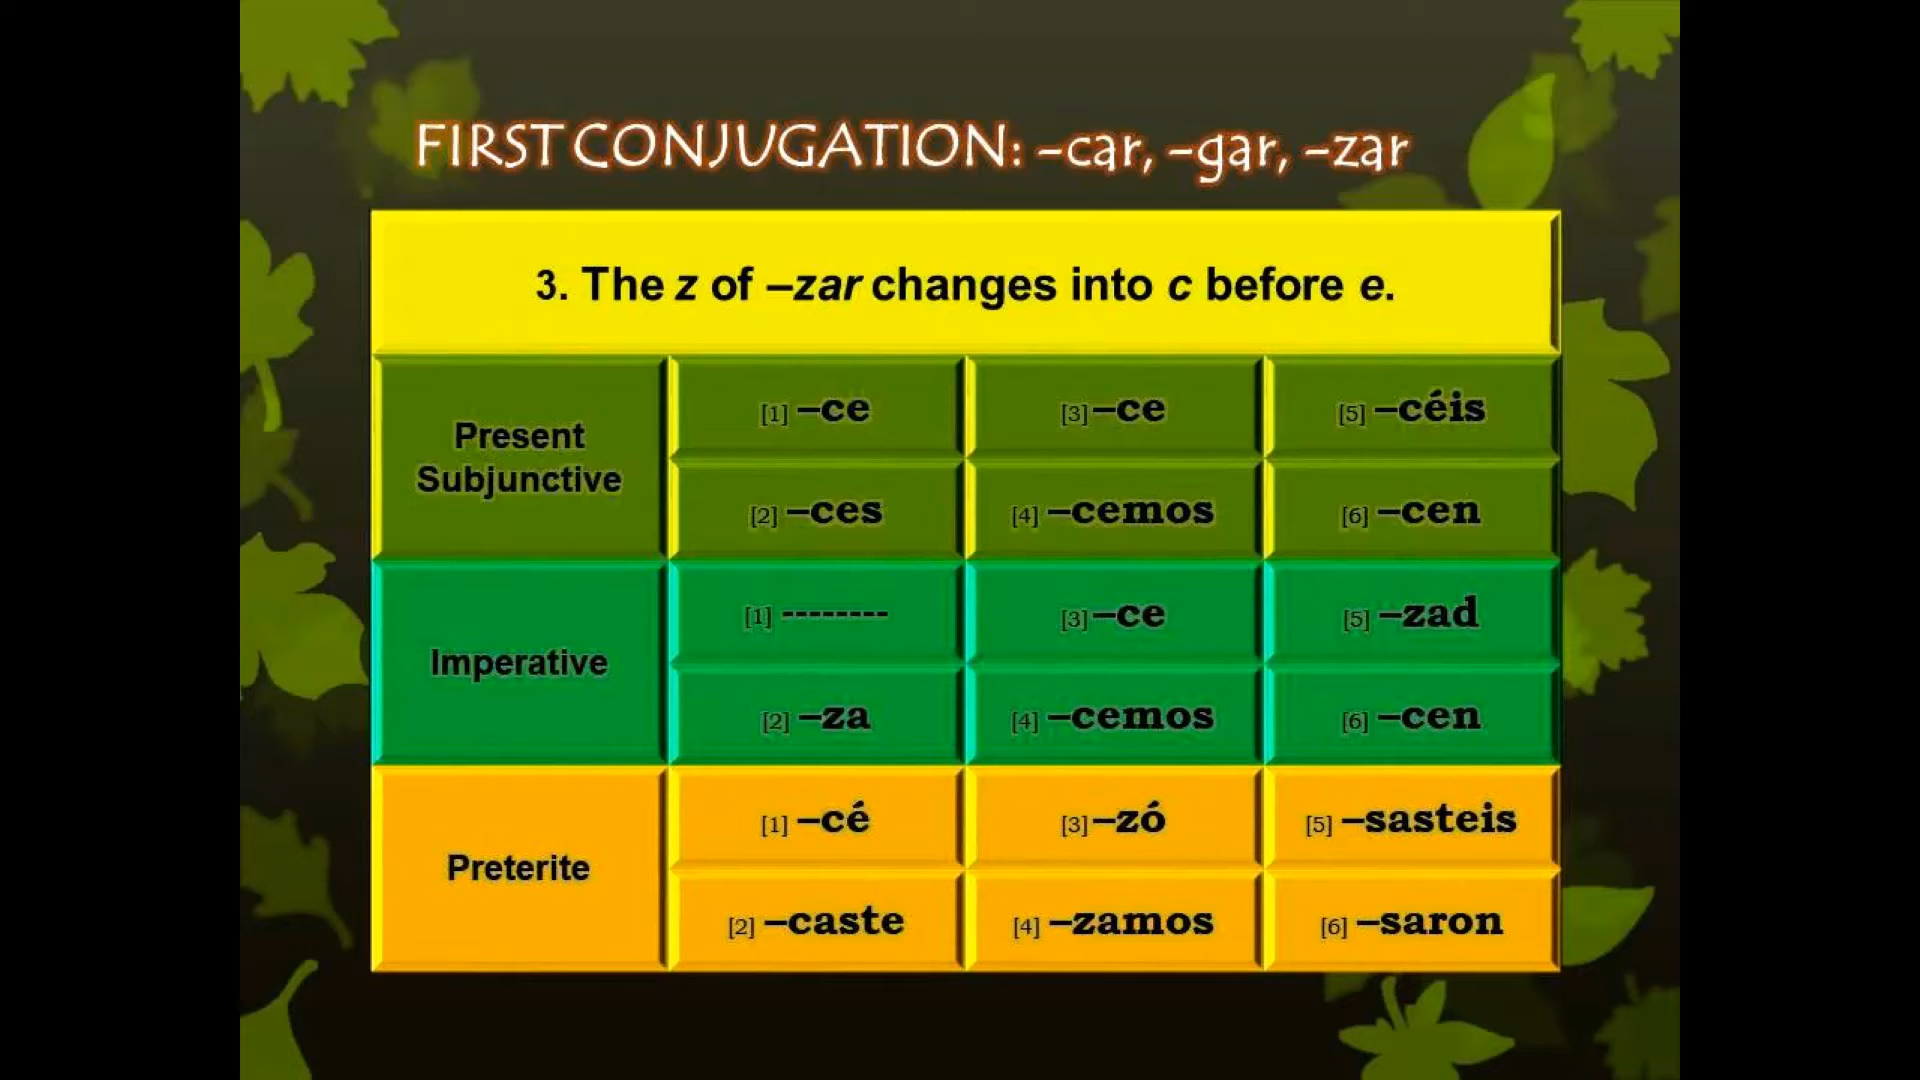 FIRST CONJUGATION: -car, -gar, -zar
3. The z of –zar changes into c before e.
Present
Subjunctive
[1] –ce
[3] –ce
[5] –céis
[2] –ces
[4] –cemos
[6] –cen
Imperative
[1] --------
[3] –ce
[5] –zad
[2] –za
[4] –cemos
[6] –cen
Preterite
[1] –cé
[3] –zó
[5] –sasteis
[2] –caste
[4] –zamos
[6] –saron